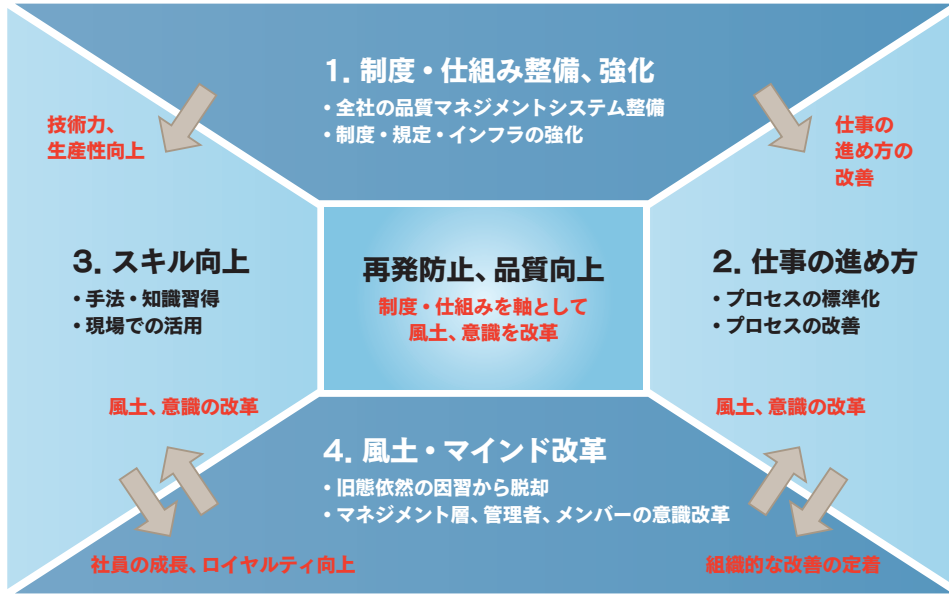 1. 制度・仕組み整備、強化
・全社の品質マネジメントシステム整備
・制度・規定・インフラの強化
技術力、
生産性向上
仕事の
進め方の
改善
3. スキル向上
・手法・知識習得
・現場での活用
再発防止、品質向上
制度・仕組みを軸として
風土、意識を改革
2. 仕事の進め方
・プロセスの標準化
・プロセスの改善
風土、意識の改革
風土、意識の改革
4. 風土・マインド改革
・旧態依然の因習から脱却
・マネジメント層、管理者、メンバーの意識改革
社員の成長、ロイヤルティ向上
組織的な改善の定着